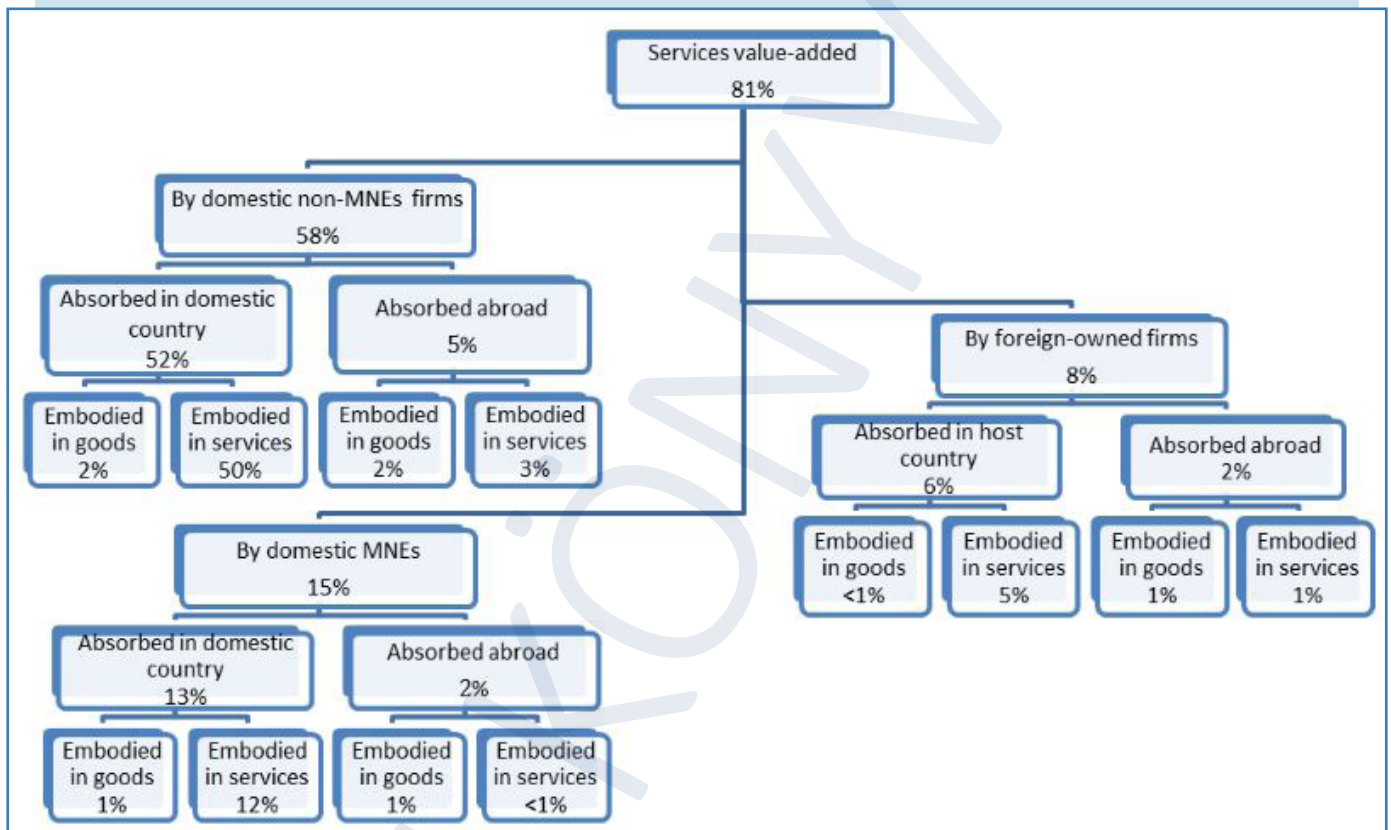 Services value-added
81%
By domestic non-MNEs firms
58%
Absorbed in domestic
country
52%
Absorbed abroad
5%
Embodied
in goods
2%
Embodied
in services
50%
Embodied
in goods
2%
Embodied
in services
3%
By foreign-owned firms
8%
Absorbed in host
country
6%
Absorbed abroad
2%
Embodied
in goods
<1%
Embodied
in services
5%
Embodied
in goods
1%
Embodied
in services
1%
By domestic MNEs
15%
Absorbed in domestic
country
13%
Absorbed abroad
2%
Embodied
in goods
1%
Embodied
in services
12%
Embodied
in goods
1%
Embodied
in services
<1%